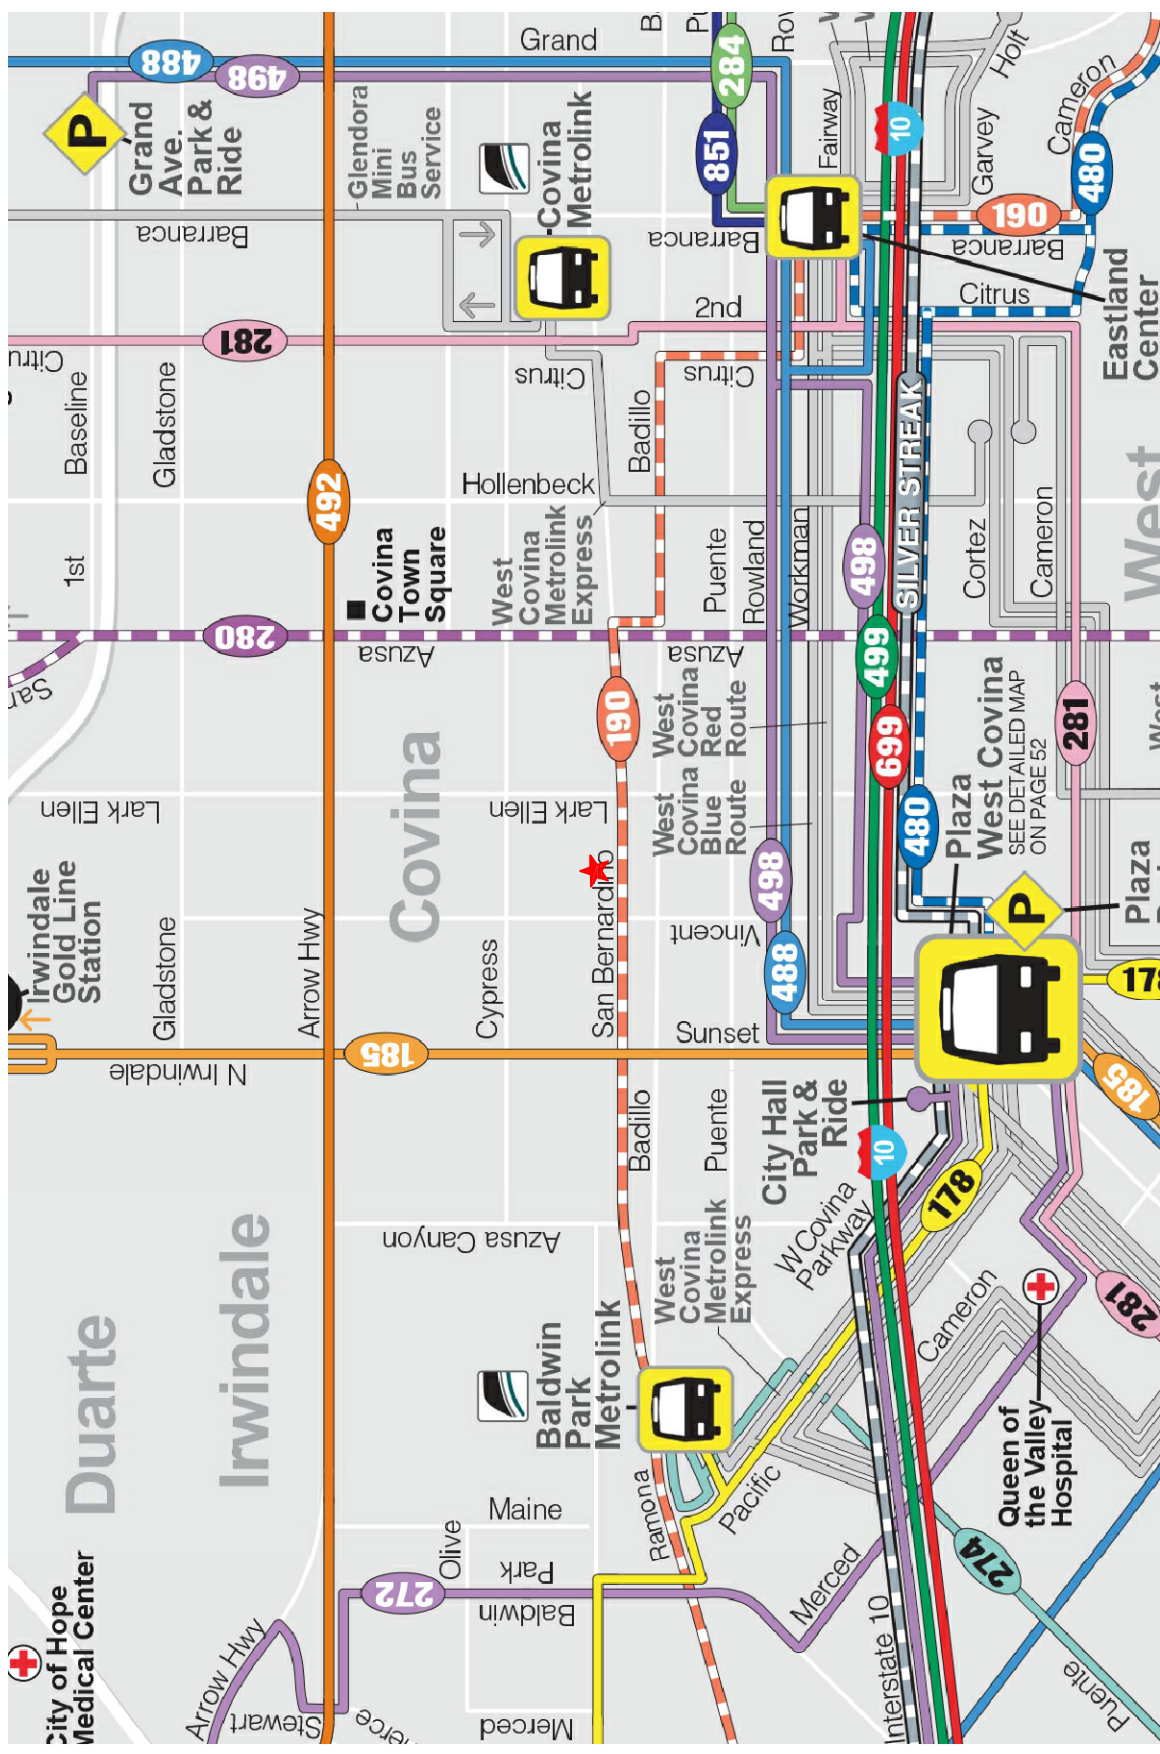 City of Hope
Medical Center
Duarte
Irwindale
Arrow Hwy
Stewart
272
Olive
Maine
Baldwin
Park
Merced
Ramona
Pacific
Merced
Interstate 10
Puente
274
Queen of
the Valley
Hospital
Baldwin
Park
Metrolink
West
Covina
Metrolink
Express
Azusa Canyon
Badillo
Puente
W Covina
Parkway
Cameron
281
178
10
City Hall
Park &
Ride
185
N Irwindale
185
Irwindale
Gold Line
Station
Gladstone
Arrow Hwy
Cypress
San Bernardino
Sunset
488
Vincent
498
Covina
Lark Ellen
Lark Ellen
West
Covina
Blue
Route
West
Covina
Red
Route
480
699
499
Plaza
West Covina
SEE DETAILED MAP
ON PAGE 52
P
Plaza
178
281
West
190
280
Azusa
Azusa
San
1st
Baseline
Gladstone
492
Covina
Town
Square
West
Covina
Metrolink
Express
Hollenbeck
Badillo
Puente
Rowland
Workman
498
SILVER STREAK
Cortez
Cameron
West
Citrus
281
Citrus
Citrus
2nd
Citrus
Eastland
Center
Barranca
Barranca
Barranca
Covina
Metrolink
Glendora
Mini
Bus
Service
P
Grand
Ave.
Park &
Ride
488
498
Grand
851
284
Fairway
10
Garvey
Holt
190
Cameron
480